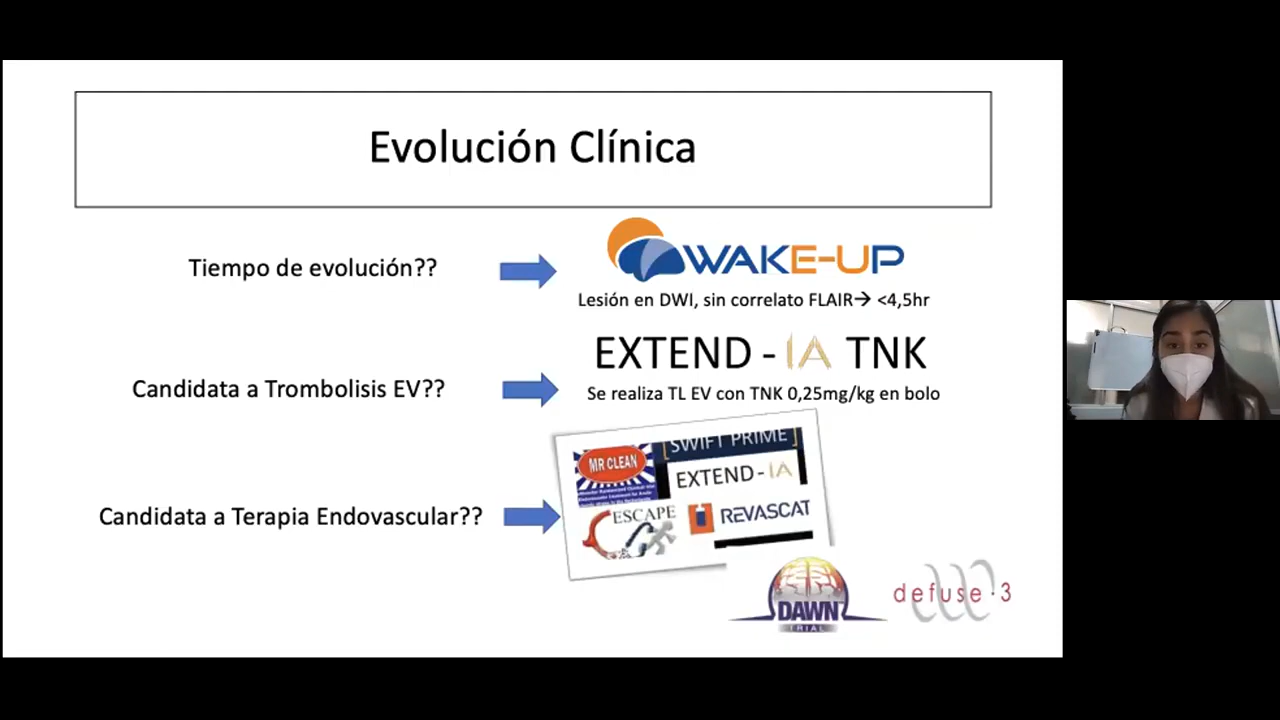 Evolución Clínica
Tiempo de evolución??
WAKE-UP
Lesión en DWI, sin correlato FLAIR→ <4,5hr
EXTEND - IA TNK
Candidata a Trombolisis EV??
Se realiza TL EV con TNK 0,25mg/kg en bolo
[SWIFT PRIME]
MR CLEAN
EXTEND-IA
Candidata a Terapia Endovascular??
ESCAPE
REVASCAT
DAWN
TRIAL
defuse · 3